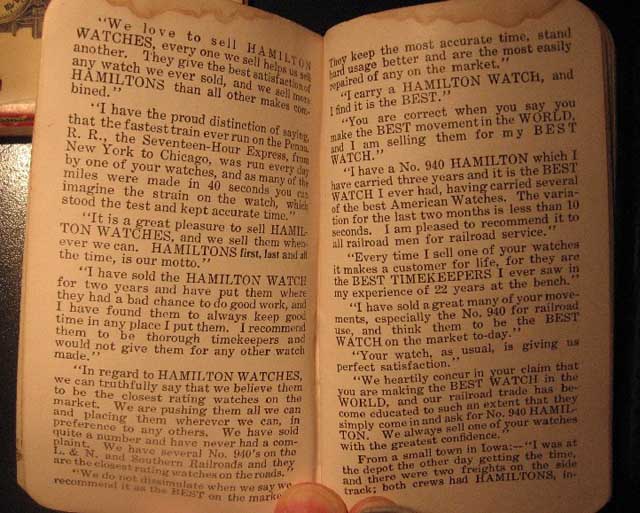 "We love to sell HAMILTON
WATCHES, every one we sell helps us sell
another. They give the best satisfaction of
any watch we ever sold, and we sell more
HAMILTONS than all other makes com-
bined."
"I have the proud distinction of saying,
that the fastest train ever run on the Penna.
R. R., the Seventeen-Hour Express, from
New York to Chicago, was run every day
by one of your watches, and as many of the
miles were made in 40 seconds you can
imagine the strain on the watch, which
stood the test and kept accurate time."
"It is a great pleasure to sell HAMIL-
TON WATCHES, and we sell them when-
ever we can. HAMILTONS first, last and all
the time, is our motto."
"I have sold the HAMILTON WATCH
for two years and have put them where
they had a bad chance to do good work, and
I have found them to always keep good
time in any place I put them. I recommend
them to be thorough timekeepers and
would not give them for any other watch
made."
"In regard to HAMILTON WATCHES,
we can truthfully say that we believe them
to be the closest rating watches on the
market. We are pushing them all we can
and placing them wherever we can, in
preference to any others. We have sold
quite a number and have never had a com-
plaint. We have several No. 940's on the
L. & N. and Southern Railroads and they
are the closest rating watches on the roads."
"We do not dissimulate when we say we
recommend it as the BEST on the market
They keep the most accurate time, stand
hard usage better and are the most easily
repaired of any on the market."
"I carry a HAMILTON WATCH, and
I find it is the BEST."
"You are correct when you say you
make the BEST movement in the WORLD,
and I am selling them for my BEST
WATCH."
"I have a No. 940 HAMILTON which I
have carried three years and it is the BEST
WATCH I ever had, having carried several
of the best American Watches. The varia-
tion for the last two months is less than 10
seconds. I am pleased to recommend it to
all railroad men for railroad service."
"Every time I sell one of your watches
it makes a customer for life, for they are
the BEST TIMEKEEPERS I ever saw in
my experience of 22 years at the bench."
"I have sold a great many of your move-
ments, especially the No. 940 for railroad
use, and think them to be the BEST
WATCH on the market to-day."
"Your watch, as usual, is giving us
perfect satisfaction."
"We heartily concur in your claim that
you are making the BEST WATCH in the
WORLD, and our railroad trade has be-
come educated to such an extent that they
simply come in and ask for No. 940 HAMIL-
TON. We always sell one of your watches
with the greatest confidence."
From a small town in Iowa:—"I was at
the depot the other day getting the time,
and there were two freights on the side
track; both crews had HAMILTONS, in-